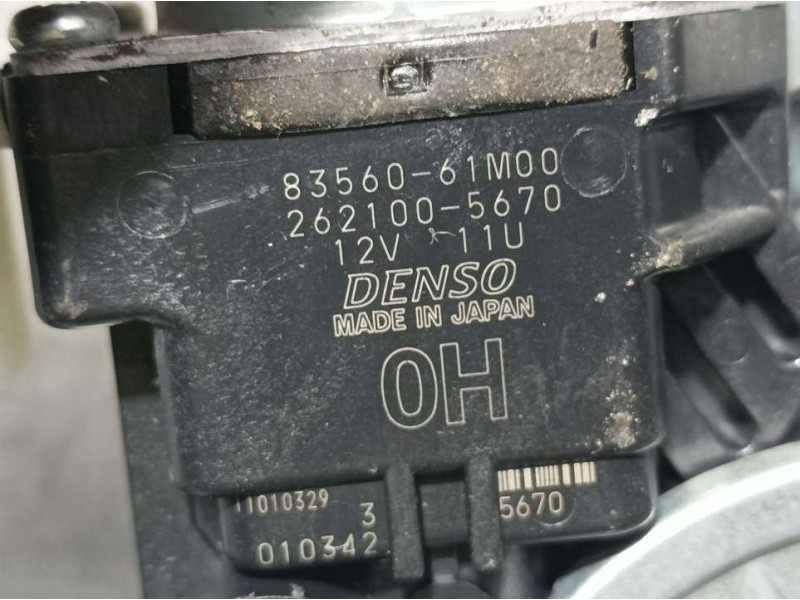 83560-61M00
262100-5670
12V 11U
DENSO
MADE IN JAPAN
0H
11010329
3
5670
010342